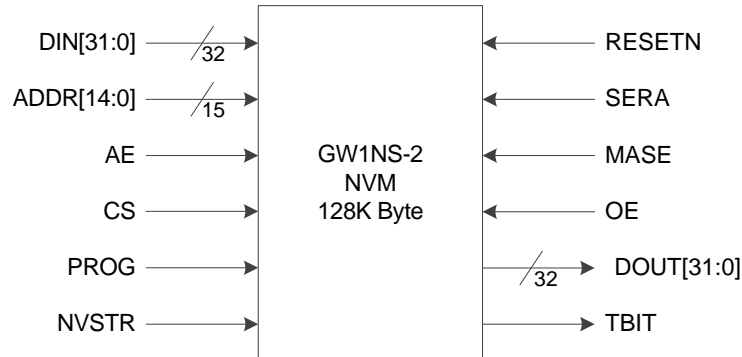 DIN[31:0]
32
ADDR[14:0]
15
AE
CS
PROG
NVSTR
GW1NS-2
NVM
128K Byte
RESETN
SERA
MASE
OE
DOUT[31:0]
32
TBIT